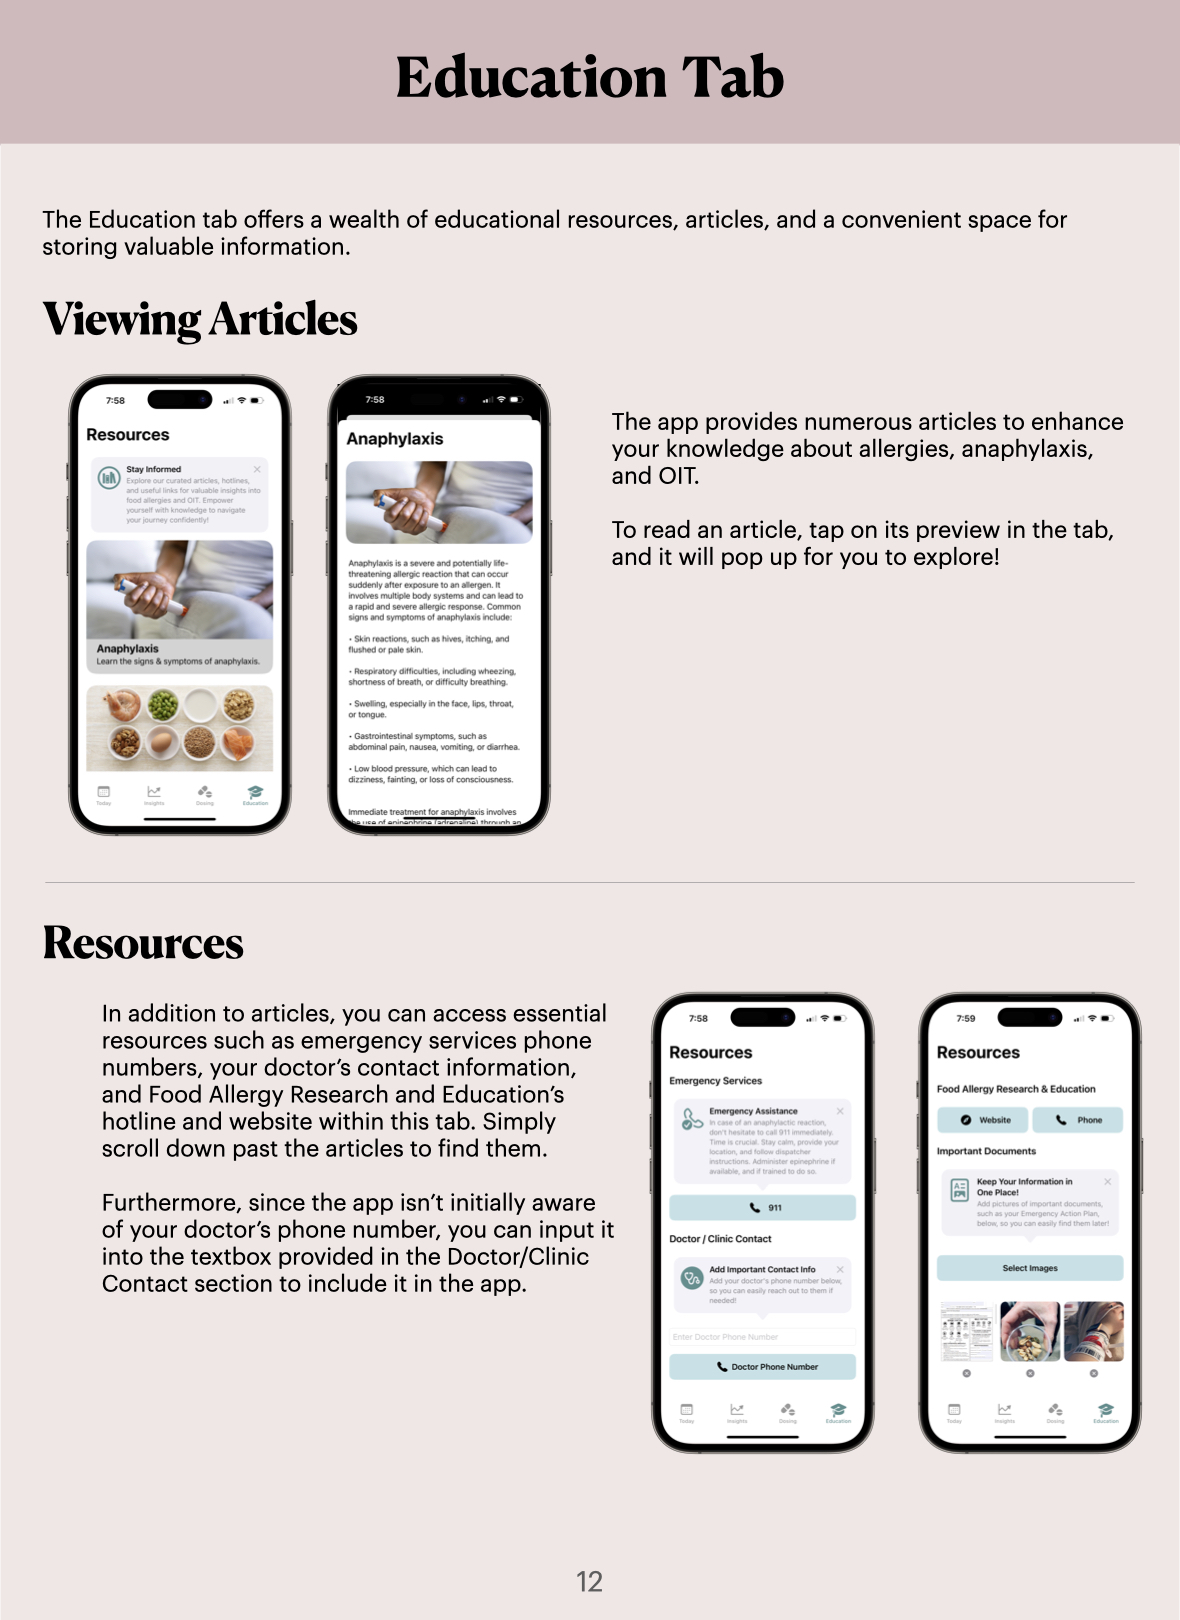 Education Tab
The Education tab offers a wealth of educational resources, articles, and a convenient space for
storing valuable information.
Viewing Articles
7:58
Resources
Stay Informed
Explore our curated articles, hotlines,
and useful links for valuable insights into
food allergies and OIT. Empower
yourself with knowledge to navigate
your journey confidently!
Anaphylaxis
Learn the signs & symptoms of anaphylaxis.
Today
Insights
Dosing
Education
7:58
Anaphylaxis
Anaphylaxis is a severe and potentially life-
threatening allergic reaction that can occur
suddenly after exposure to an allergen. It
involves multiple body systems and can lead to
a rapid and severe allergic response. Common
signs and symptoms of anaphylaxis include:
• Skin reactions, such as hives, itching, and
flushed or pale skin.
• Respiratory difficulties, including wheezing,
shortness of breath, or difficulty breathing.
• Swelling, especially in the face, lips, throat,
or tongue.
• Gastrointestinal symptoms, such as
abdominal pain, nausea, vomiting, or diarrhea.
• Low blood pressure, which can lead to
dizziness, fainting, or loss of consciousness.
Immediate treatment for anaphylaxis involves
the use of epinephrine (adrenaline) through an
The app provides numerous articles to enhance
your knowledge about allergies, anaphylaxis,
and OIT.
To read an article, tap on its preview in the tab,
and it will pop up for you to explore!
Resources
In addition to articles, you can access essential
resources such as emergency services phone
numbers, your doctor's contact information,
and Food Allergy Research and Education's
hotline and website within this tab. Simply
scroll down past the articles to find them.
Furthermore, since the app isn't initially aware
of your doctor's phone number, you can input it
into the textbox provided in the Doctor/Clinic
Contact section to include it in the app.
7:58
Resources
Emergency Services
Emergency Assistance
In case of an anaphylactic reaction,
don't hesitate to call 911 immediately.
Time is crucial. Stay calm, provide your
location, and follow dispatcher
instructions. Administer epinephrine if
available, and if trained to do so.
911
Doctor / Clinic Contact
Add Important Contact Info
Add your doctor's phone number below,
so you can easily reach out to them if
needed!
Enter Doctor Phone Number
Doctor Phone Number
Today
Insights
Dosing
Education
7:59
Resources
Food Allergy Research & Education
Website
Phone
Important Documents
Keep Your Information in
One Place!
Add pictures of important documents,
such as your Emergency Action Plan,
below, so you can easily find them later!
Select Images
Today
Insights
Dosing
Education
12